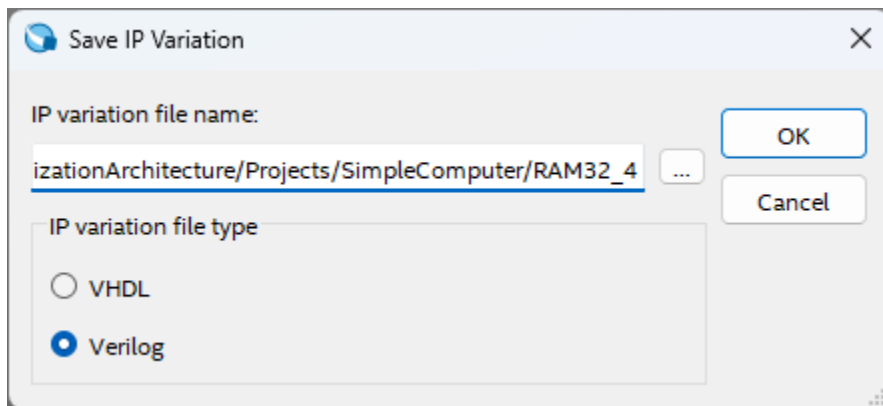 Save IP Variation
IP variation file name:
izationArchitecture/Projects/SimpleComputer/RAM32_4
...
OK
Cancel
IP variation file type
VHDL
Verilog